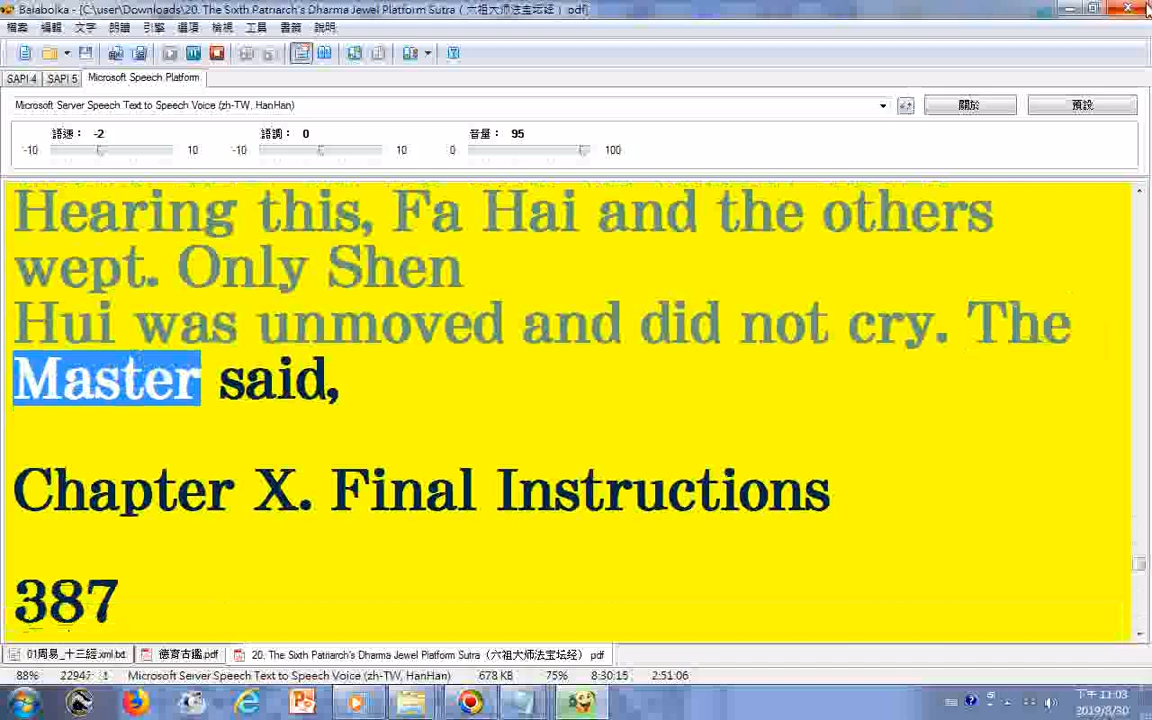 Balabolka - [C:\user\Downloads\20. The Sixth Patriarch's Dharma Jewel Platform Sutra (六祖大师法宝坛经) pdf]
檔案 編輯 文字 朗讀 引擎 選項 檢視 工具 書籤 說明
SAPI 4 SAPI 5 Microsoft Speech Platform
Microsoft Server Speech Text to Speech Voice (zh-TW, HanHan) 關於 預設
語速: -2 語調: 0 音量: 95
-10 10 -10 10 0 100
Hearing this, Fa Hai and the others
wept. Only Shen
Hui was unmoved and did not cry. The
Master said,
Chapter X. Final Instructions
387
01周易_十三經.xml.txt 德育古鑑.pdf 20. The Sixth Patriarch's Dharma Jewel Platform Sutra (六祖大师法宝坛经) pdf
88% Microsoft Server Speech Text to Speech Voice (zh-TW, HanHan) 678 KB 75% 8:30:15 2:51:06
下午 11:03
2019/8/30